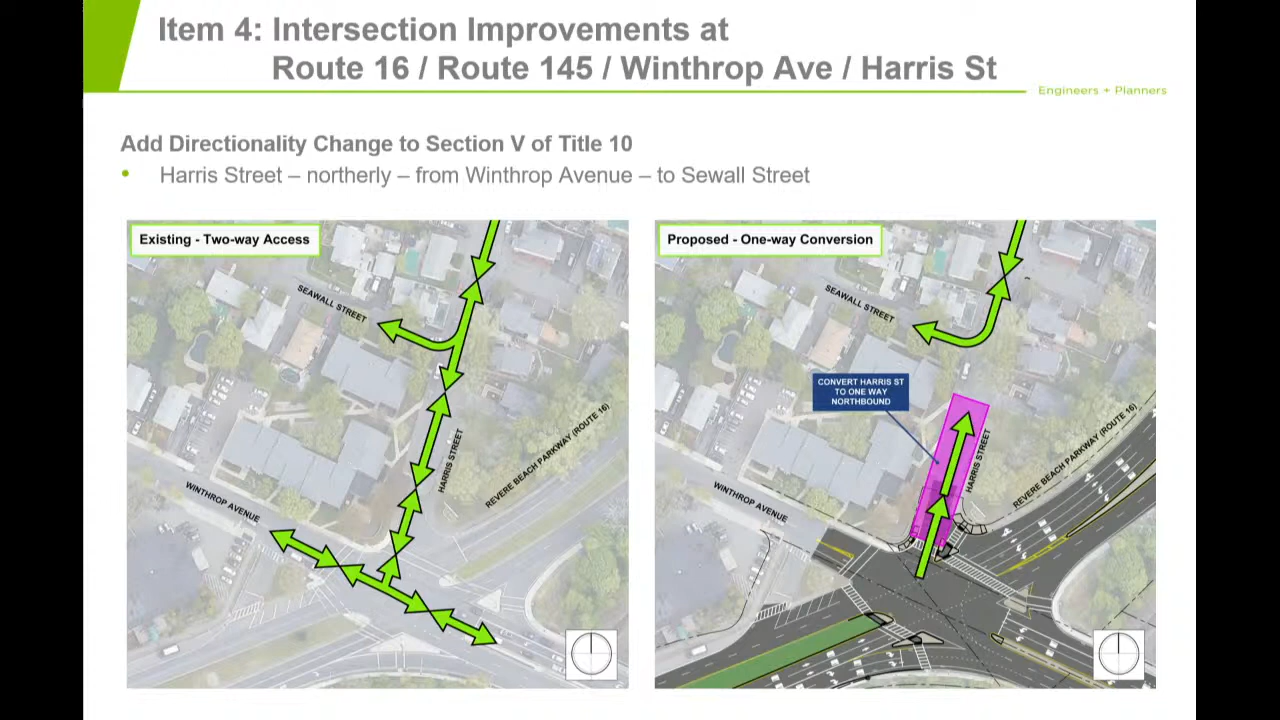 Item 4: Intersection Improvements at
Route 16 / Route 145 / Winthrop Ave / Harris St
Engineers + Planners
Add Directionality Change to Section V of Title 10
• Harris Street – northerly – from Winthrop Avenue – to Sewall Street
Existing - Two-way Access
SEAWALL STREET
HARRIS STREET
REVERE BEACH PARKWAY (ROUTE 16)
WINTHROP AVENUE
Proposed - One-way Conversion
SEAWALL STREET
CONVERT HARRIS ST
TO ONE WAY
NORTHBOUND
HARRIS STREET
REVERE BEACH PARKWAY (ROUTE 16)
WINTHROP AVENUE